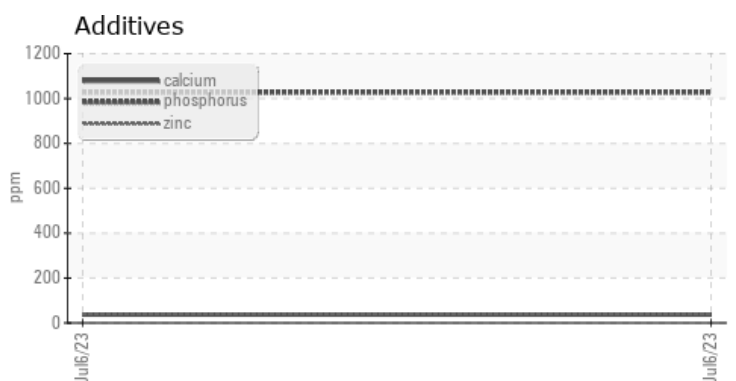 Additives
1200
1000
800
600
400
200
0
ppm
calcium
phosphorus
zinc
Jul6/23
Jul6/23